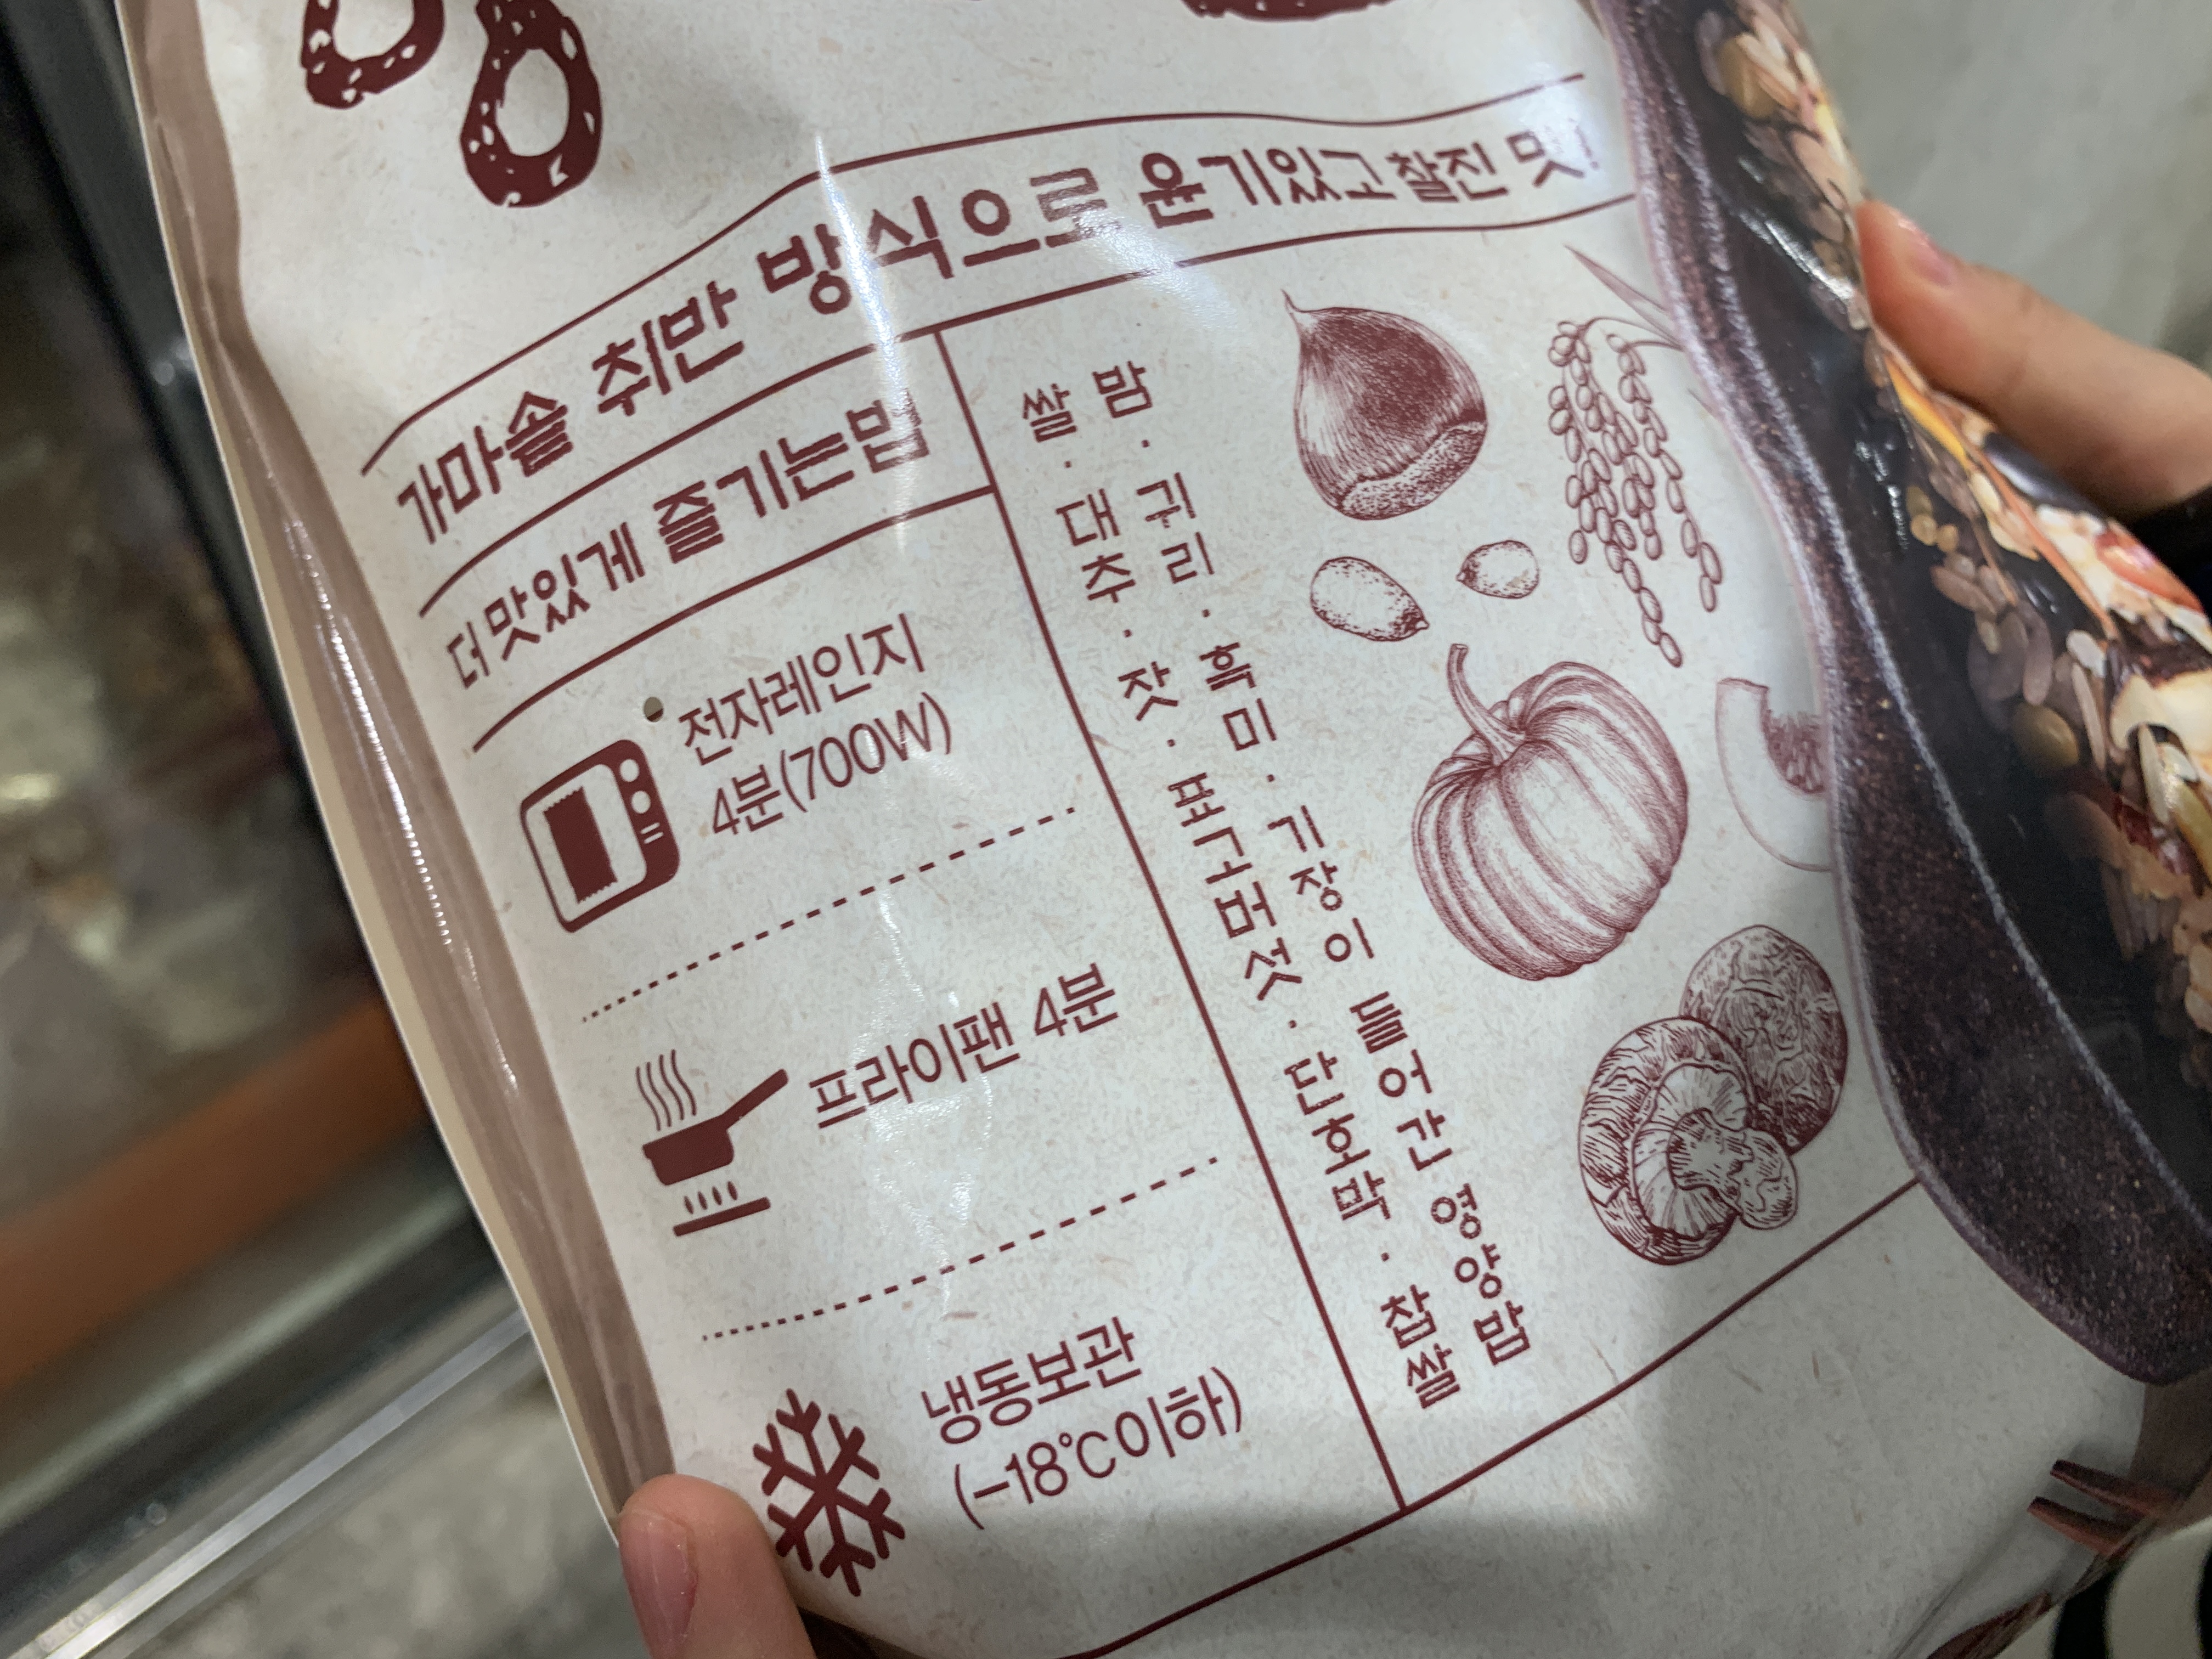 가마솥 취반 방식으로 윤기있고 찰진 맛!
더 맛있게 즐기는법
전자레인지
4분(700W)
프라이팬 4분
냉동보관
(-18℃이하)
쌀 · 대추 · 잣 · 표고버섯 · 단호박 · 찹쌀
밤 · 귀리 · 흑미 · 기장이 들어간 영양밥